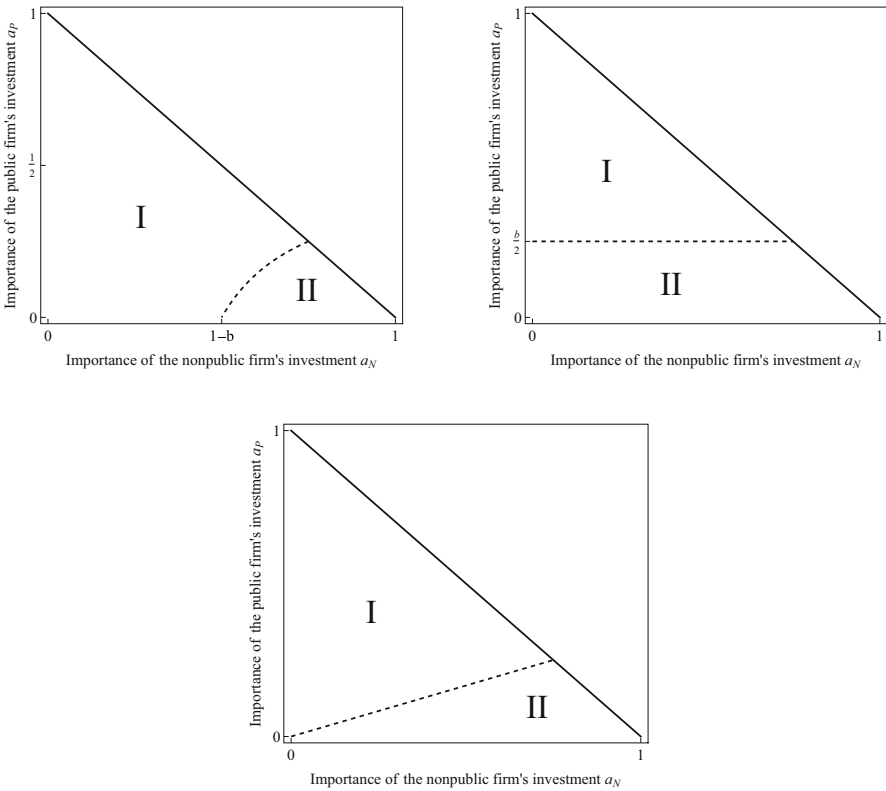 Importance of the public firm's investment a_P
1
1/2
0
I
II
0
1−b
1
Importance of the nonpublic firm's investment a_N
Importance of the public firm's investment a_P
1
b/2
0
I
II
0
1
Importance of the nonpublic firm's investment a_N
Importance of the public firm's investment a_P
1
0
I
II
0
1
Importance of the nonpublic firm's investment a_N